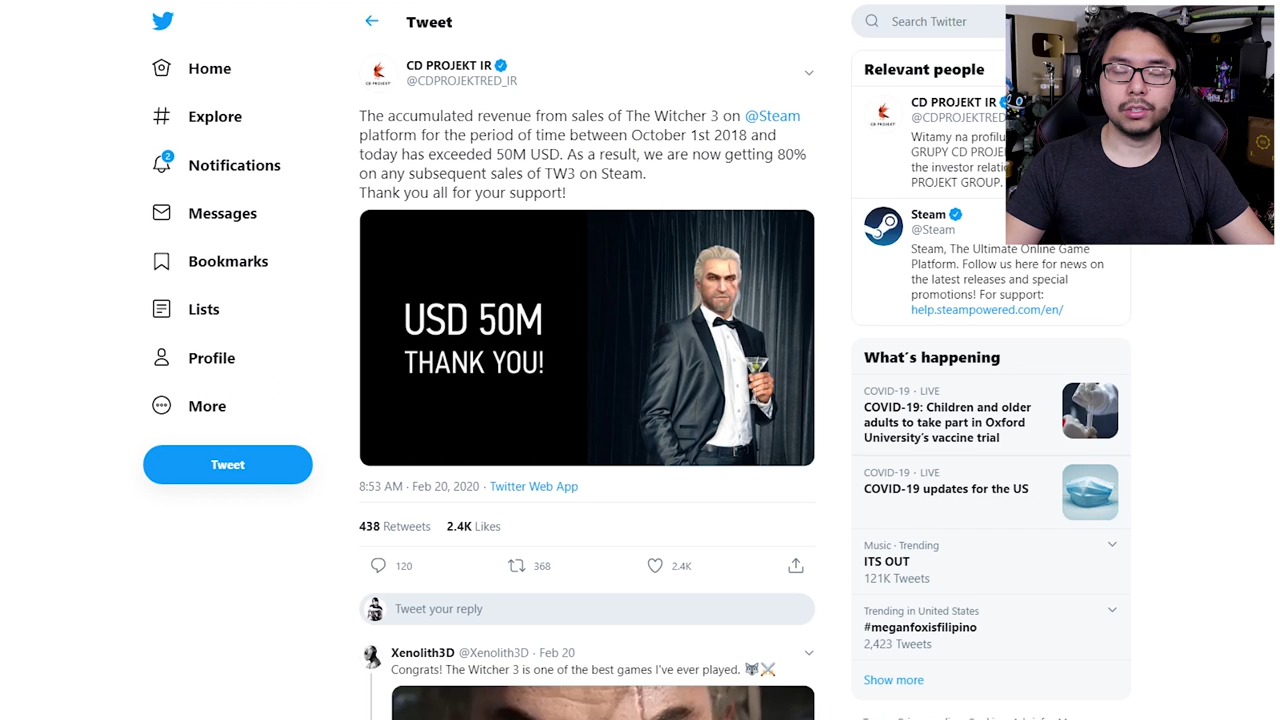 Home
Explore
2
Notifications
Messages
Bookmarks
Lists
Profile
More
Tweet
Tweet
CD PROJEKT IR
@CDPROJEKTRED_IR
CD PROJEKT
The accumulated revenue from sales of The Witcher 3 on @Steam
platform for the period of time between October 1st 2018 and
today has exceeded 50M USD. As a result, we are now getting 80%
on any subsequent sales of TW3 on Steam.
Thank you all for your support!
USD 50M
THANK YOU!
8:53 AM · Feb 20, 2020 · Twitter Web App
438 Retweets 2.4K Likes
120 368 2.4K
Tweet your reply
Xenolith3D @Xenolith3D · Feb 20
Congrats! The Witcher 3 is one of the best games I've ever played.
Search Twitter
Relevant people
CD PROJEKT IR
@CDPROJEKTRED
Witamy na profilu
GRUPY CD PROJE
the investor relati
PROJEKT GROUP.
Steam
@Steam
Steam, The Ultimate Online Game
Platform. Follow us here for news on
the latest releases and special
promotions! For support:
help.steampowered.com/en/
What's happening
COVID-19 · LIVE
COVID-19: Children and older
adults to take part in Oxford
University's vaccine trial
COVID-19 · LIVE
COVID-19 updates for the US
Music · Trending
ITS OUT
121K Tweets
Trending in United States
#meganfoxisfilipino
2,423 Tweets
Show more